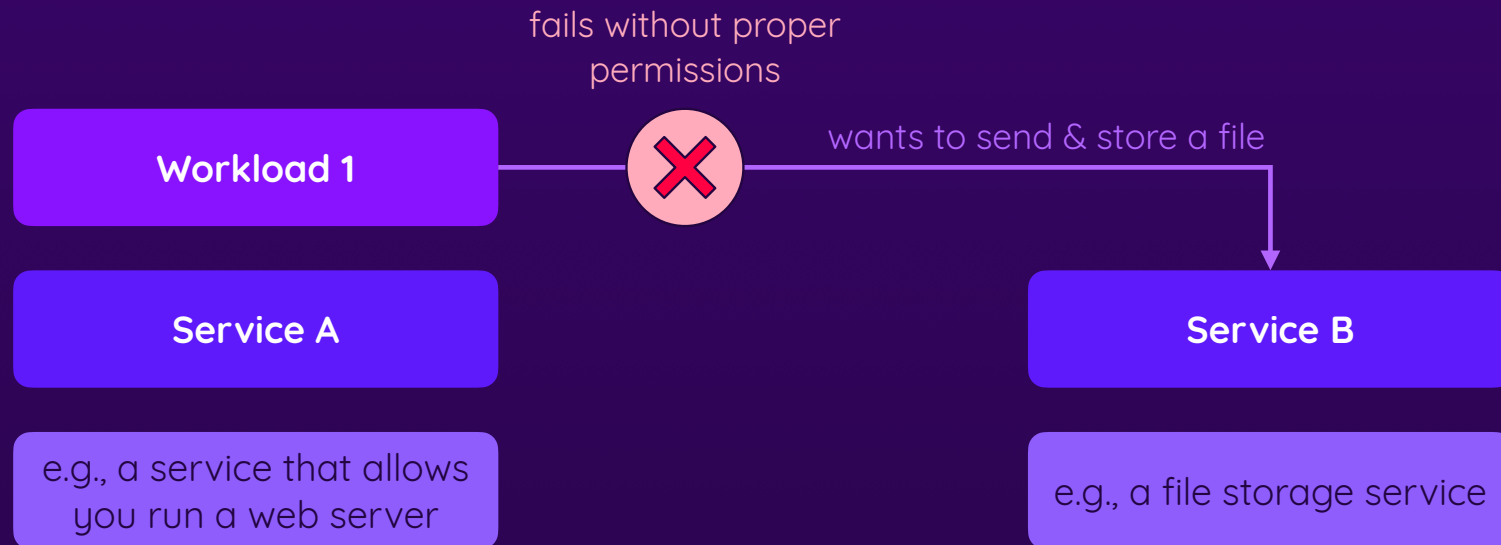 fails without proper
permissions
Workload 1
wants to send & store a file
Service A
Service B
e.g., a service that allows
you run a web server
e.g., a file storage service